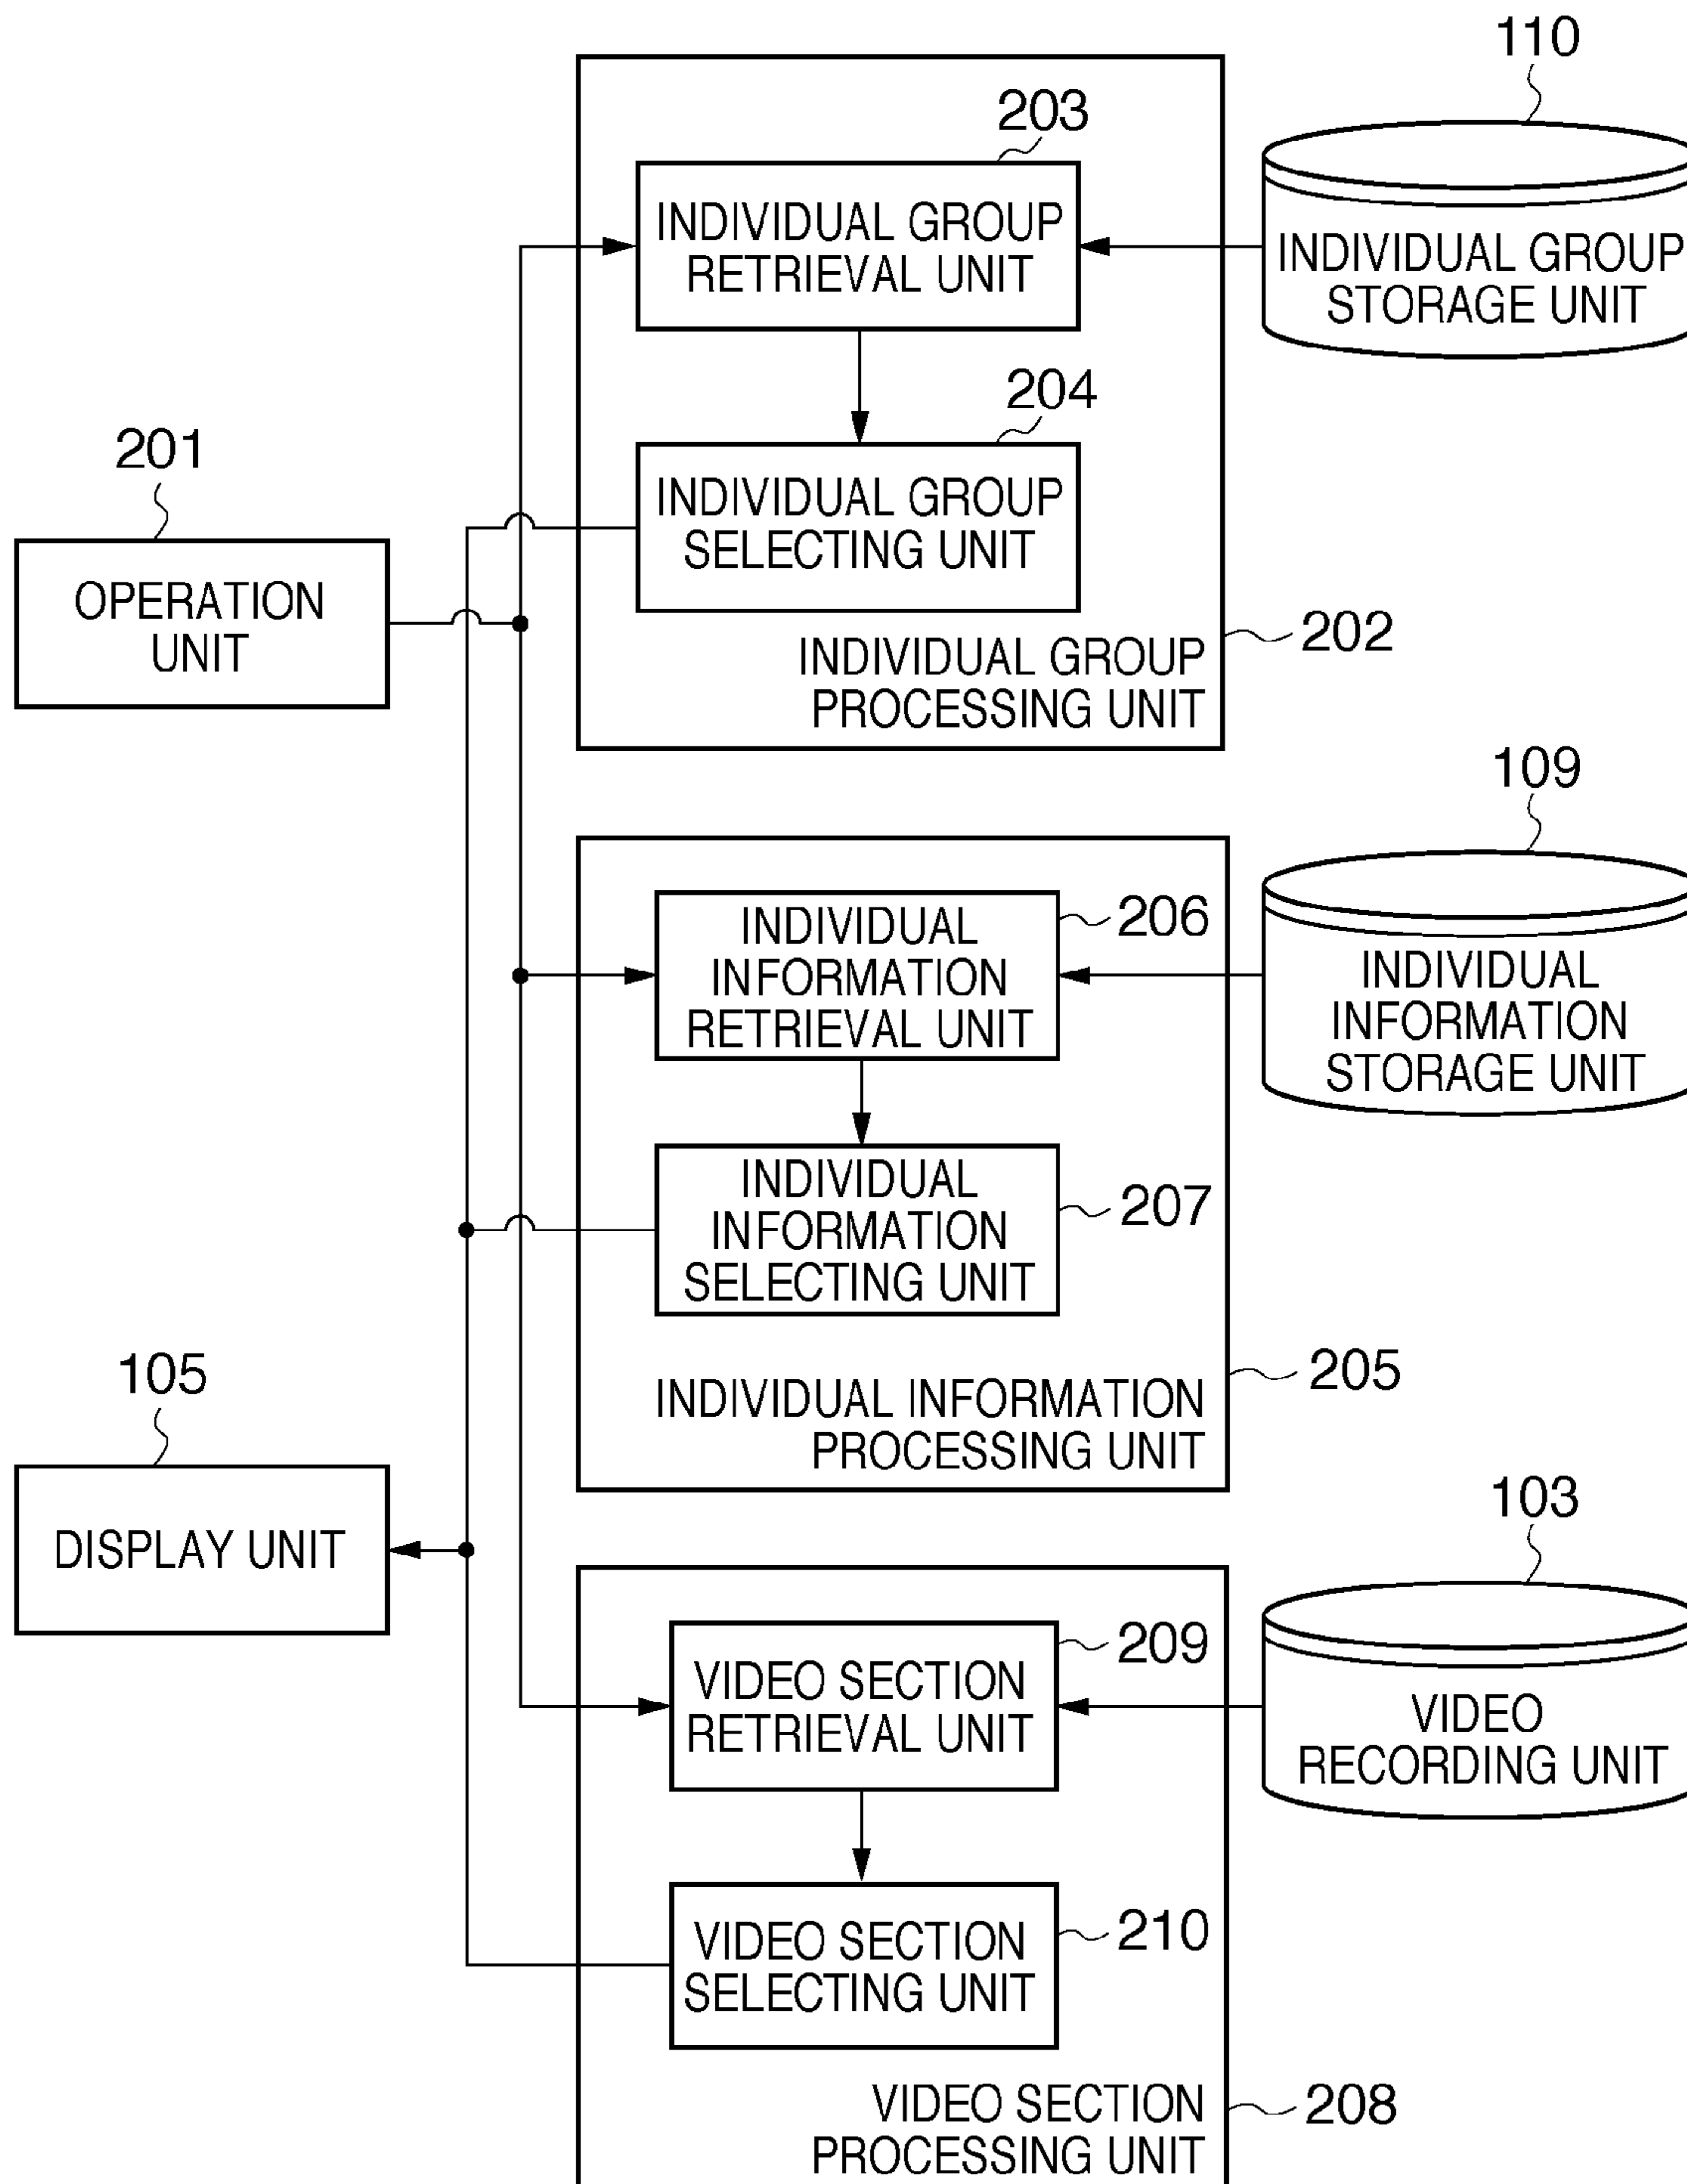 110
203
INDIVIDUAL GROUP
RETRIEVAL UNIT
INDIVIDUAL GROUP
STORAGE UNIT
204
201
INDIVIDUAL GROUP
SELECTING UNIT
OPERATION
UNIT
202
INDIVIDUAL GROUP
PROCESSING UNIT
109
206
INDIVIDUAL
INFORMATION
RETRIEVAL UNIT
INDIVIDUAL
INFORMATION
STORAGE UNIT
INDIVIDUAL
INFORMATION
SELECTING UNIT
207
105
205
INDIVIDUAL INFORMATION
PROCESSING UNIT
103
DISPLAY UNIT
209
VIDEO SECTION
RETRIEVAL UNIT
VIDEO
RECORDING UNIT
210
VIDEO SECTION
SELECTING UNIT
208
VIDEO SECTION
PROCESSING UNIT